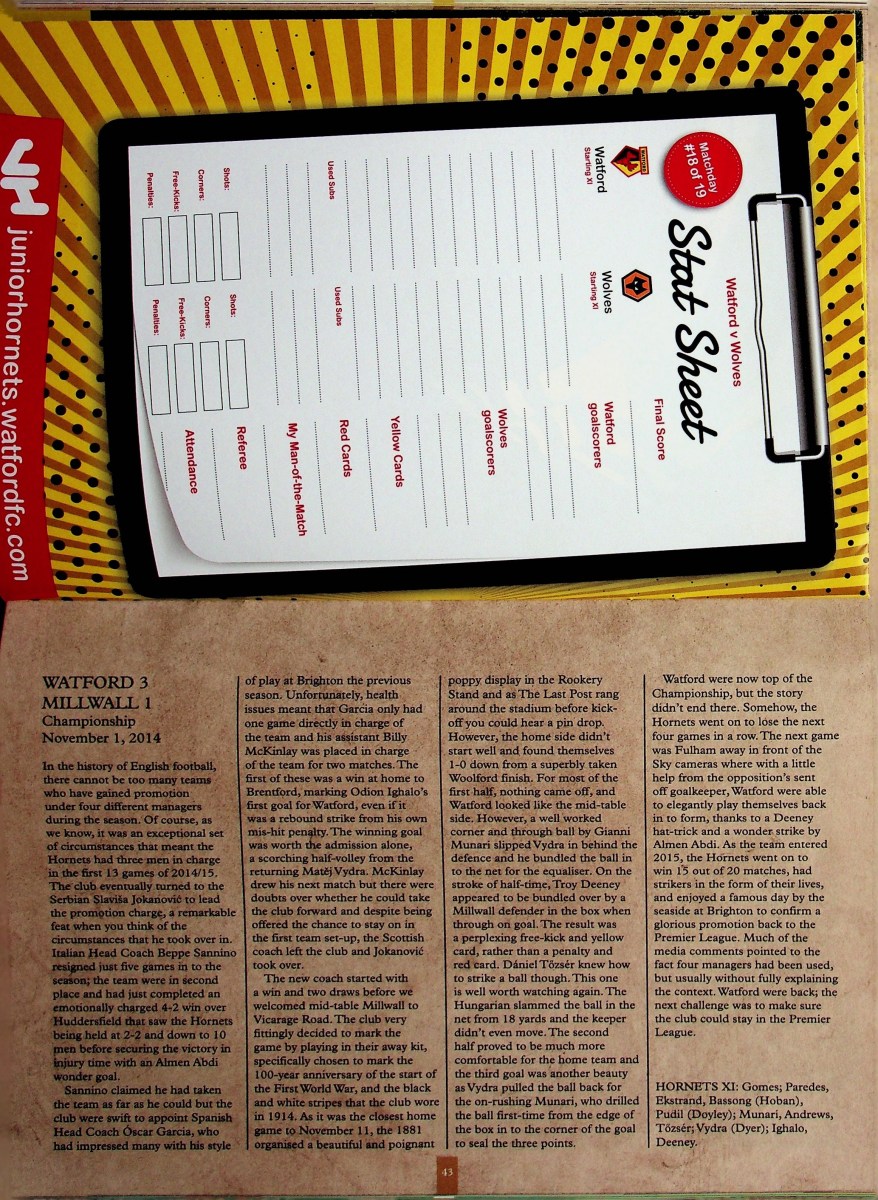 Matchday
#18 of 19
Watford v Wolves
Stat Sheet
Watford
Starting XI
Used Subs
Shots:
Corners:
Free-Kicks:
Penalties:
Wolves
Starting XI
Used Subs
Shots:
Corners:
Free-Kicks:
Penalties:
Final Score
Watford
goalscorers
Wolves
goalscorers
Yellow Cards
Red Cards
My Man-of-the-Match
Referee
Attendance
juniorhornets.watfordfc.com
WATFORD 3
MILLWALL 1
Championship
November 1, 2014
In the history of English football,
there cannot be too many teams
who have gained promotion
under four different managers
during the season. Of course, as
we know, it was an exceptional set
of circumstances that meant the
Hornets had three men in charge
in the first 13 games of 2014/15.
The club eventually turned to the
Serbian Slaviša Jokanović to lead
the promotion charge, a remarkable
feat when you think of the
circumstances that he took over in.
Italian Head Coach Beppe Sannino
resigned just five games in to the
season; the team were in second
place and had just completed an
emotionally charged 4-2 win over
Huddersfield that saw the Hornets
being held at 2-2 and down to 10
men before securing the victory in
injury time with an Almen Abdi
wonder goal.
Sannino claimed he had taken
the team as far as he could but the
club were swift to appoint Spanish
Head Coach Óscar Garcia, who
had impressed many with his style
of play at Brighton the previous
season. Unfortunately, health
issues meant that Garcia only had
one game directly in charge of
the team and his assistant Billy
McKinlay was placed in charge
of the team for two matches. The
first of these was a win at home to
Brentford, marking Odion Ighalo's
first goal for Watford, even if it
was a rebound strike from his own
mis-hit penalty. The winning goal
was worth the admission alone,
a scorching half-volley from the
returning Matěj Vydra. McKinlay
drew his next match but there were
doubts over whether he could take
the club forward and despite being
offered the chance to stay on in
the first team set-up, the Scottish
coach left the club and Jokanović
took over.
The new coach started with
a win and two draws before we
welcomed mid-table Millwall to
Vicarage Road. The club very
fittingly decided to mark the
game by playing in their away kit,
specifically chosen to mark the
100-year anniversary of the start of
the First World War, and the black
and white stripes that the club wore
in 1914. As it was the closest home
game to November 11, the 1881
organised a beautiful and poignant
poppy display in the Rookery
Stand and as The Last Post rang
around the stadium before kick-
off you could hear a pin drop.
However, the home side didn't
start well and found themselves
1-0 down from a superbly taken
Woolford finish. For most of the
first half, nothing came off, and
Watford looked like the mid-table
side. However, a well worked
corner and through ball by Gianni
Munari slipped Vydra in behind the
defence and he bundled the ball in
to the net for the equaliser. On the
stroke of half-time, Troy Deeney
appeared to be bundled over by a
Millwall defender in the box when
through on goal. The result was
a perplexing free-kick and yellow
card, rather than a penalty and
red card. Dániel Tőzsér knew how
to strike a ball though. This one
is well worth watching again. The
Hungarian slammed the ball in the
net from 18 yards and the keeper
didn't even move. The second
half proved to be much more
comfortable for the home team and
the third goal was another beauty
as Vydra pulled the ball back for
the on-rushing Munari, who drilled
the ball first-time from the edge of
the box in to the corner of the goal
to seal the three points.
Watford were now top of the
Championship, but the story
didn't end there. Somehow, the
Hornets went on to lose the next
four games in a row. The next game
was Fulham away in front of the
Sky cameras where with a little
help from the opposition's sent
off goalkeeper, Watford were able
to elegantly play themselves back
in to form, thanks to a Deeney
hat-trick and a wonder strike by
Almen Abdi. As the team entered
2015, the Hornets went on to
win 15 out of 20 matches, had
strikers in the form of their lives,
and enjoyed a famous day by the
seaside at Brighton to confirm a
glorious promotion back to the
Premier League. Much of the
media comments pointed to the
fact four managers had been used,
but usually without fully explaining
the context. Watford were back; the
next challenge was to make sure
the club could stay in the Premier
League.
HORNETS XI: Gomes; Paredes,
Ekstrand, Bassong (Hoban),
Pudil (Doyley); Munari, Andrews,
Tőzsér; Vydra (Dyer); Ighalo,
Deeney.
43